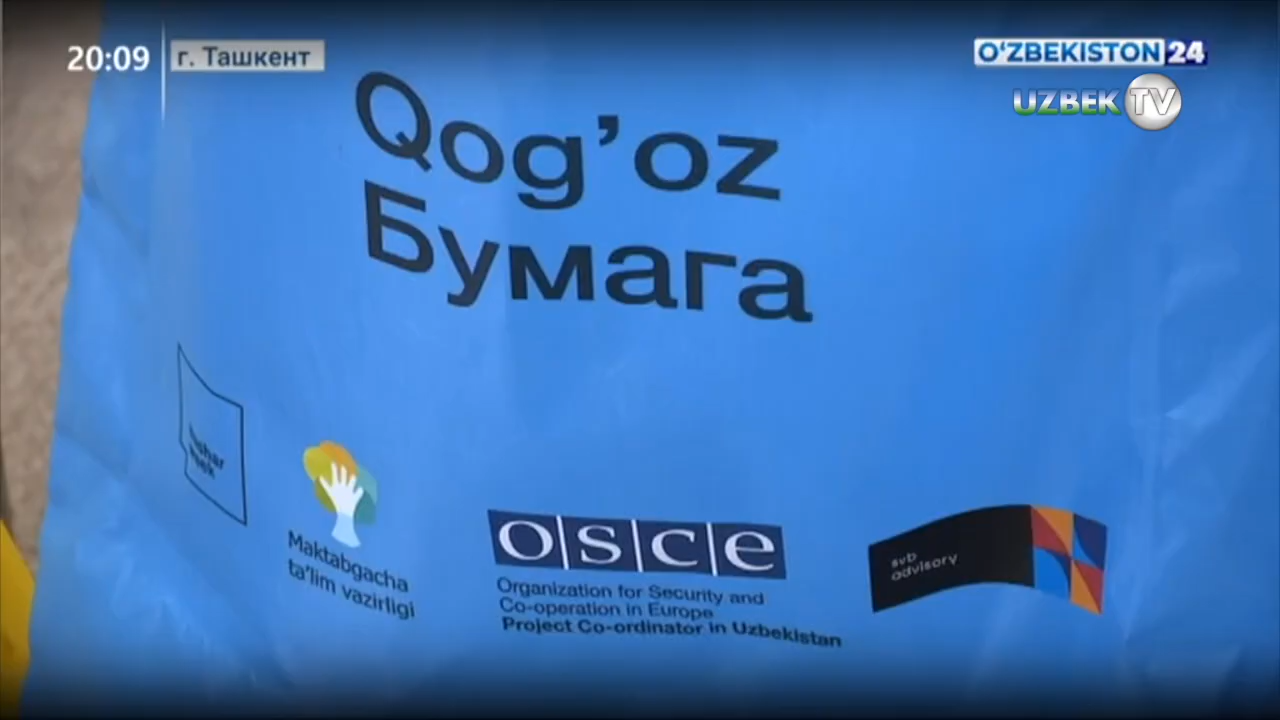 20:09
г. Ташкент
O‘ZBEKISTON 24
UZBEK TV
Qog’oz
Бумага
Maktabgacha
ta’lim vazirligi
osce
Organization for Security and
Co-operation in Europe
Project Co-ordinator in Uzbekistan
svb
advisory